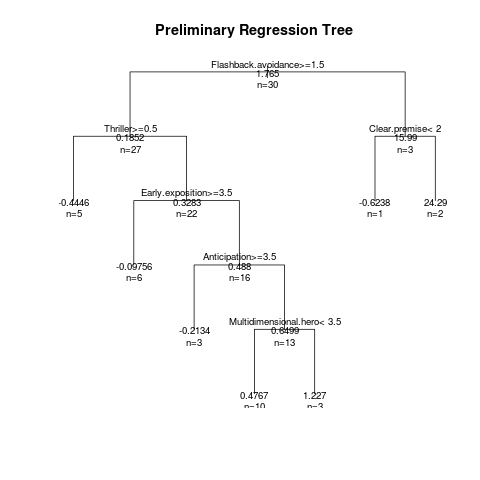 Preliminary Regression Tree
Flashback.avoidance>=1.5
1.765
n=30
Thriller>=0.5
0.1852
n=27
Clear.premise< 2
15.99
n=3
-0.4446
n=5
Early.exposition>=3.5
0.3283
n=22
-0.6238
n=1
24.29
n=2
-0.09756
n=6
Anticipation>=3.5
0.488
n=16
-0.2134
n=3
Multidimensional.hero< 3.5
0.6499
n=13
0.4767
n=10
1.227
n=3